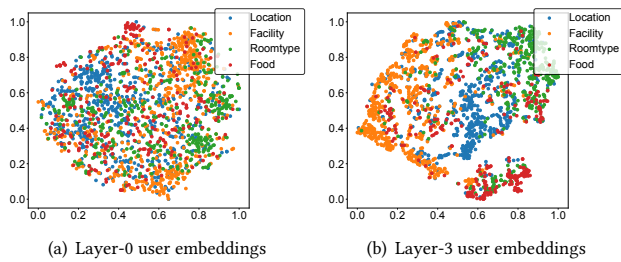 1.0
0.8
0.6
0.4
0.2
0.0
0.0 0.2 0.4 0.6 0.8 1.0
Location
Facility
Roomtype
Food
(a) Layer-0 user embeddings
1.0
0.8
0.6
0.4
0.2
0.0
0.0 0.2 0.4 0.6 0.8 1.0
Location
Facility
Roomtype
Food
(b) Layer-3 user embeddings